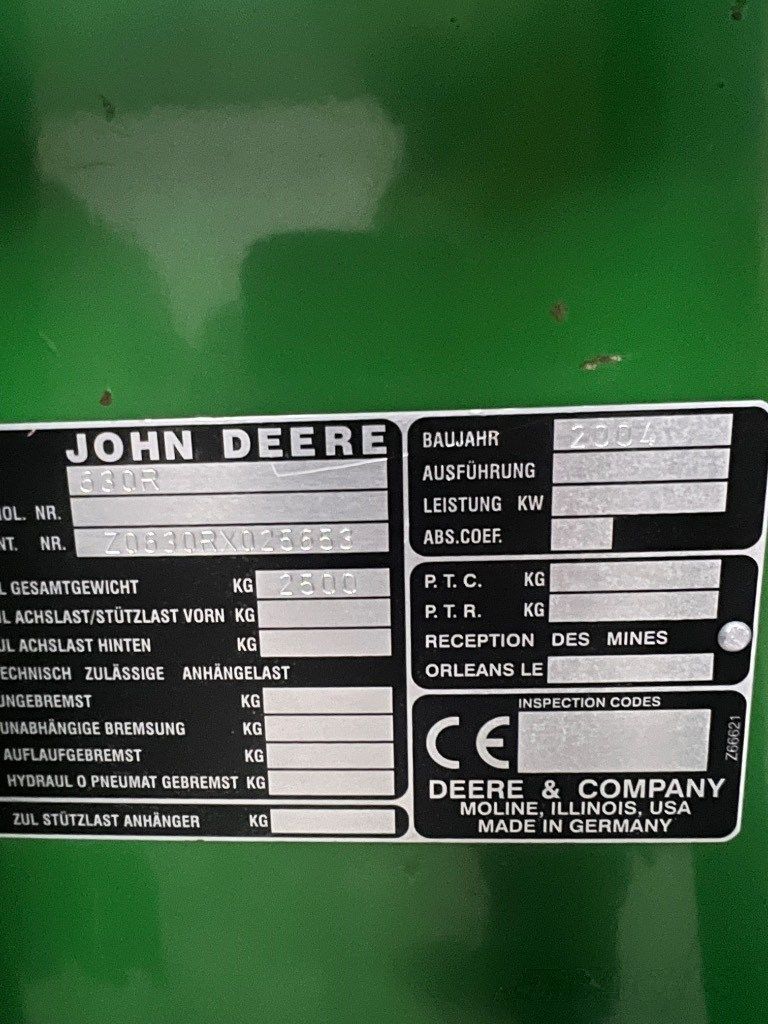 JOHN DEERE
630R
OL. NR.
NT. NR. Z0630RX025653
L GESAMTGEWICHT KG 2500
L ACHSLAST/STÜTZLAST VORN KG
UL ACHSLAST HINTEN KG
ECHNISCH ZULÄSSIGE ANHÄNGELAST
UNGEBREMST KG
UNABHÄNGIGE BREMSUNG KG
AUFLAUFGEBREMST KG
HYDRAUL O PNEUMAT GEBREMST KG
ZUL STÜTZLAST ANHÄNGER KG
BAUJAHR 2004
AUSFÜHRUNG
LEISTUNG KW
ABS.COEF.
P.T.C. KG
P.T.R. KG
RECEPTION DES MINES
ORLEANS LE
INSPECTION CODES
CE
Z66621
DEERE & COMPANY
MOLINE, ILLINOIS, USA
MADE IN GERMANY